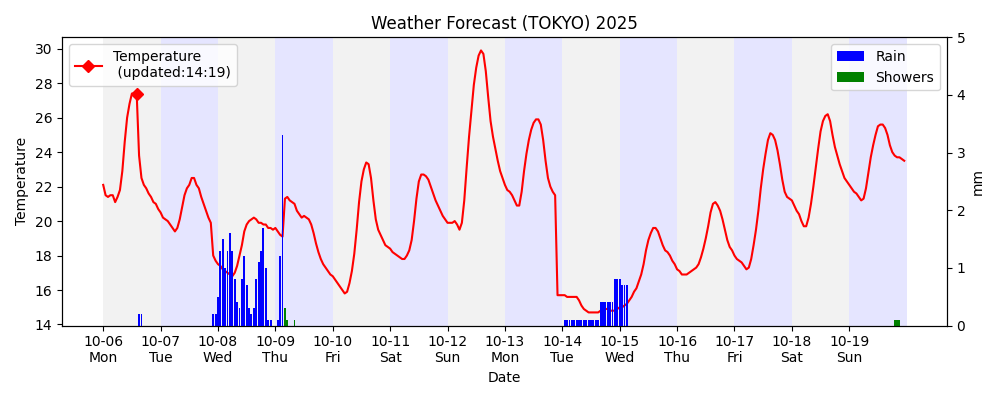 Weather Forecast (TOKYO) 2025
Temperature
(updated:14:19)
Rain
Showers
Temperature
30
28
26
24
22
20
18
16
14
5
4
3
2
1
0
mm
10-06 10-07 10-08 10-09 10-10 10-11 10-12 10-13 10-14 10-15 10-16 10-17 10-18 10-19
Mon Tue Wed Thu Fri Sat Sun Mon Tue Wed Thu Fri Sat Sun
Date